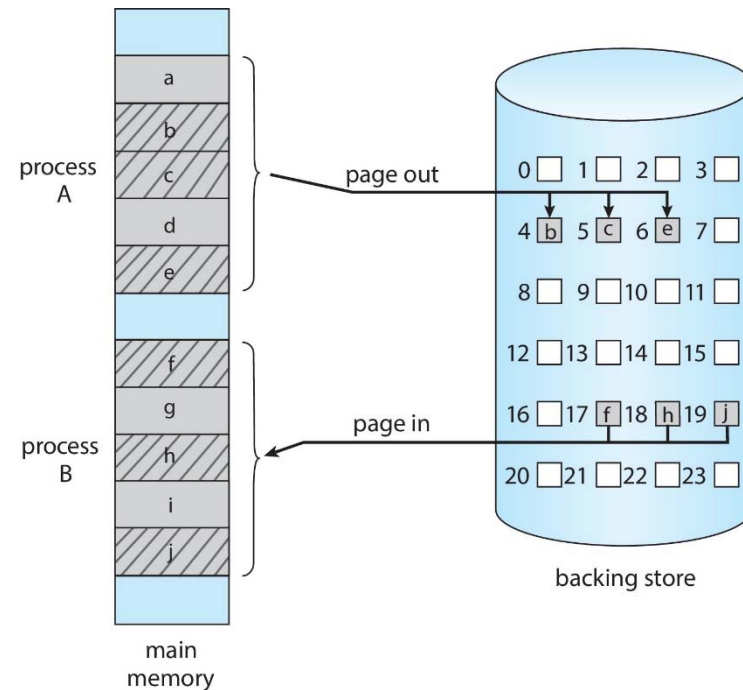 process
A
a
b
c
d
e
process
B
f
g
h
i
j
main
memory
page out
page in
0 1 2 3
4 b 5 c 6 e 7
8 9 10 11
12 13 14 15
16 17 f 18 h 19 j
20 21 22 23
backing store